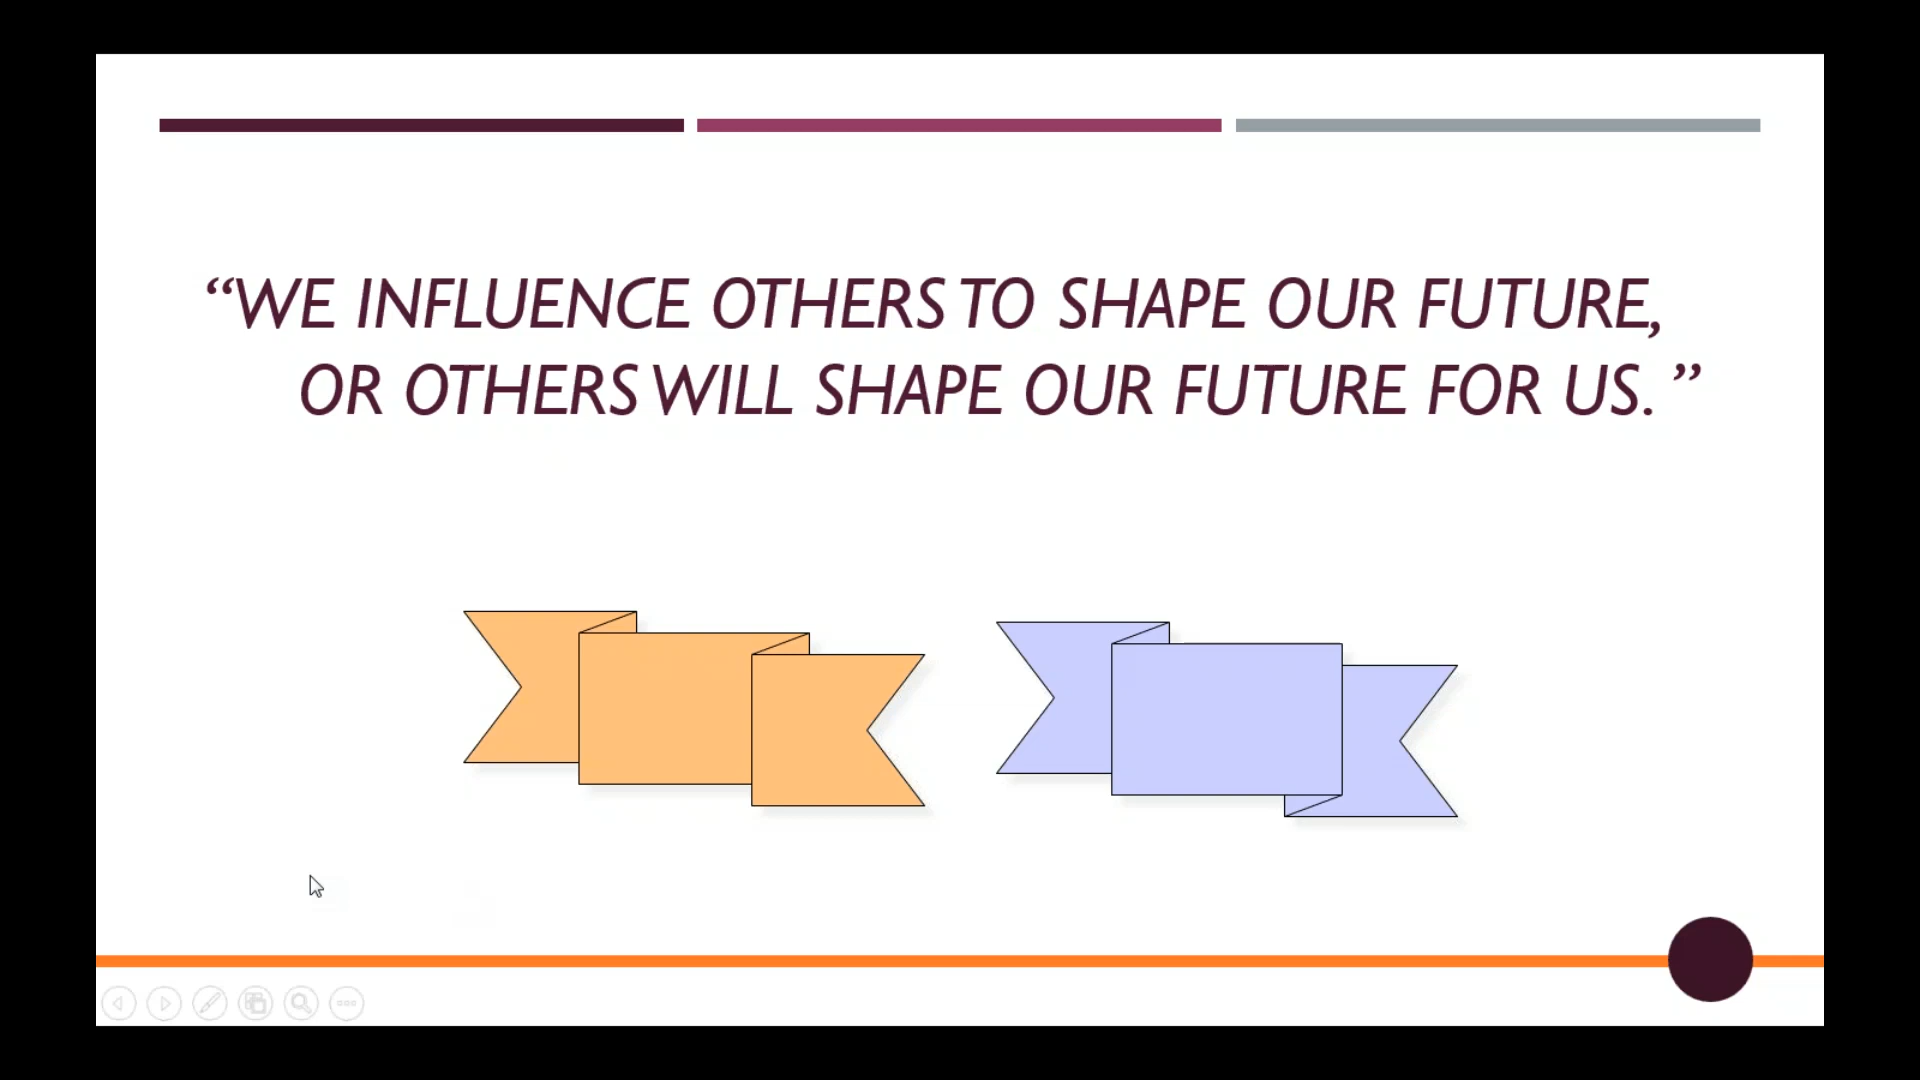 “WE INFLUENCE OTHERS TO SHAPE OUR FUTURE,
OR OTHERS WILL SHAPE OUR FUTURE FOR US. ”